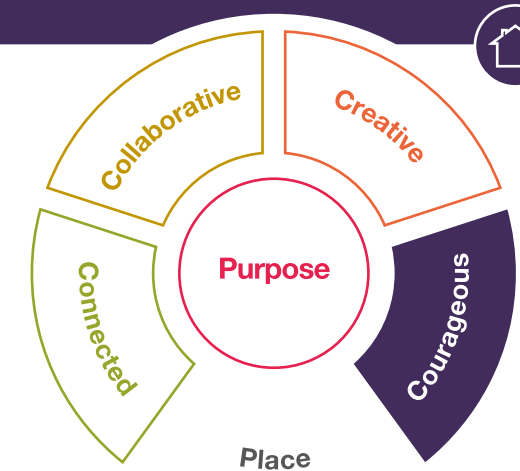 Collaborative
Creative
Connected
Purpose
Courageous
Place